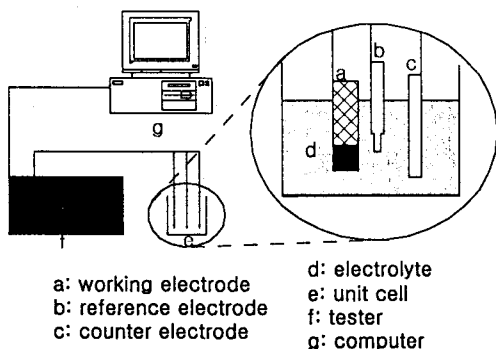 b
c
a
g
d
f
e
a: working electrode
b: reference electrode
c: counter electrode
d: electrolyte
e: unit cell
f: tester
g: computer